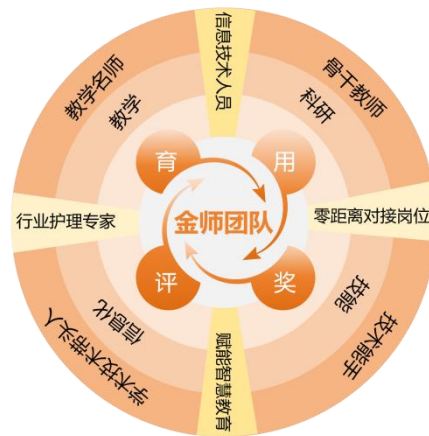 信息技术人员
教学名师
骨干教师
教学
科研
育
用
行业护理专家
金师团队
零距离对接岗位
评
奖
信息化
技能
学术技术带头人
技术能手
赋能智慧教育